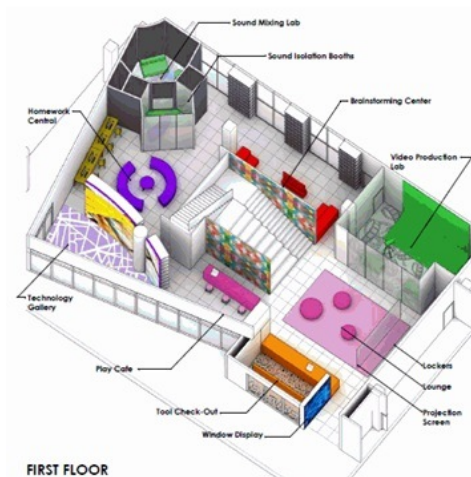 Sound Mixing Lab
Sound Isolation Booths
Homework
Central
Brainstorming Center
Video Production
Lab
Technology
Gallery
Play Cafe
Lockers
Lounge
Tool Check-Out
Projection
Screen
Window Display
FIRST FLOOR